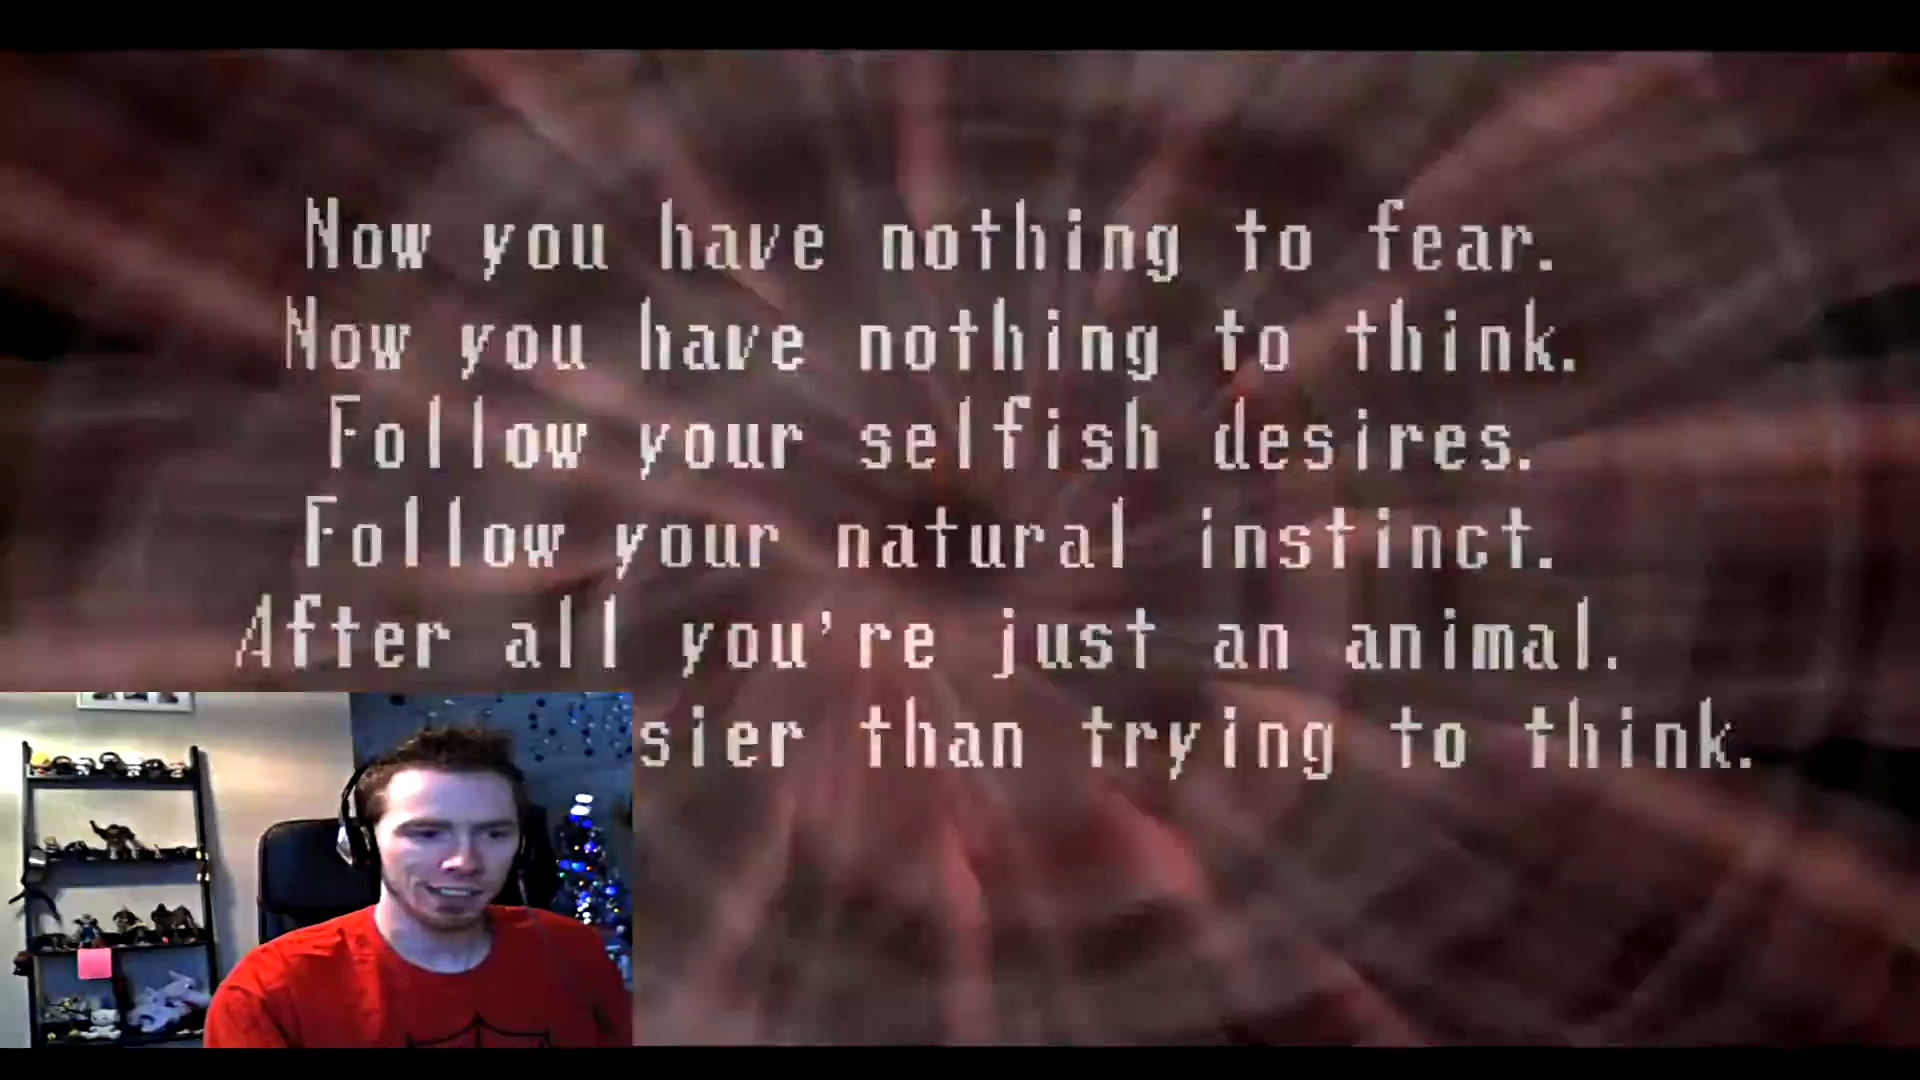 Now you have nothing to fear.
Now you have nothing to think.
Follow your selfish desires.
Follow your natural instinct.
After all you're just an animal.
sier than trying to think.